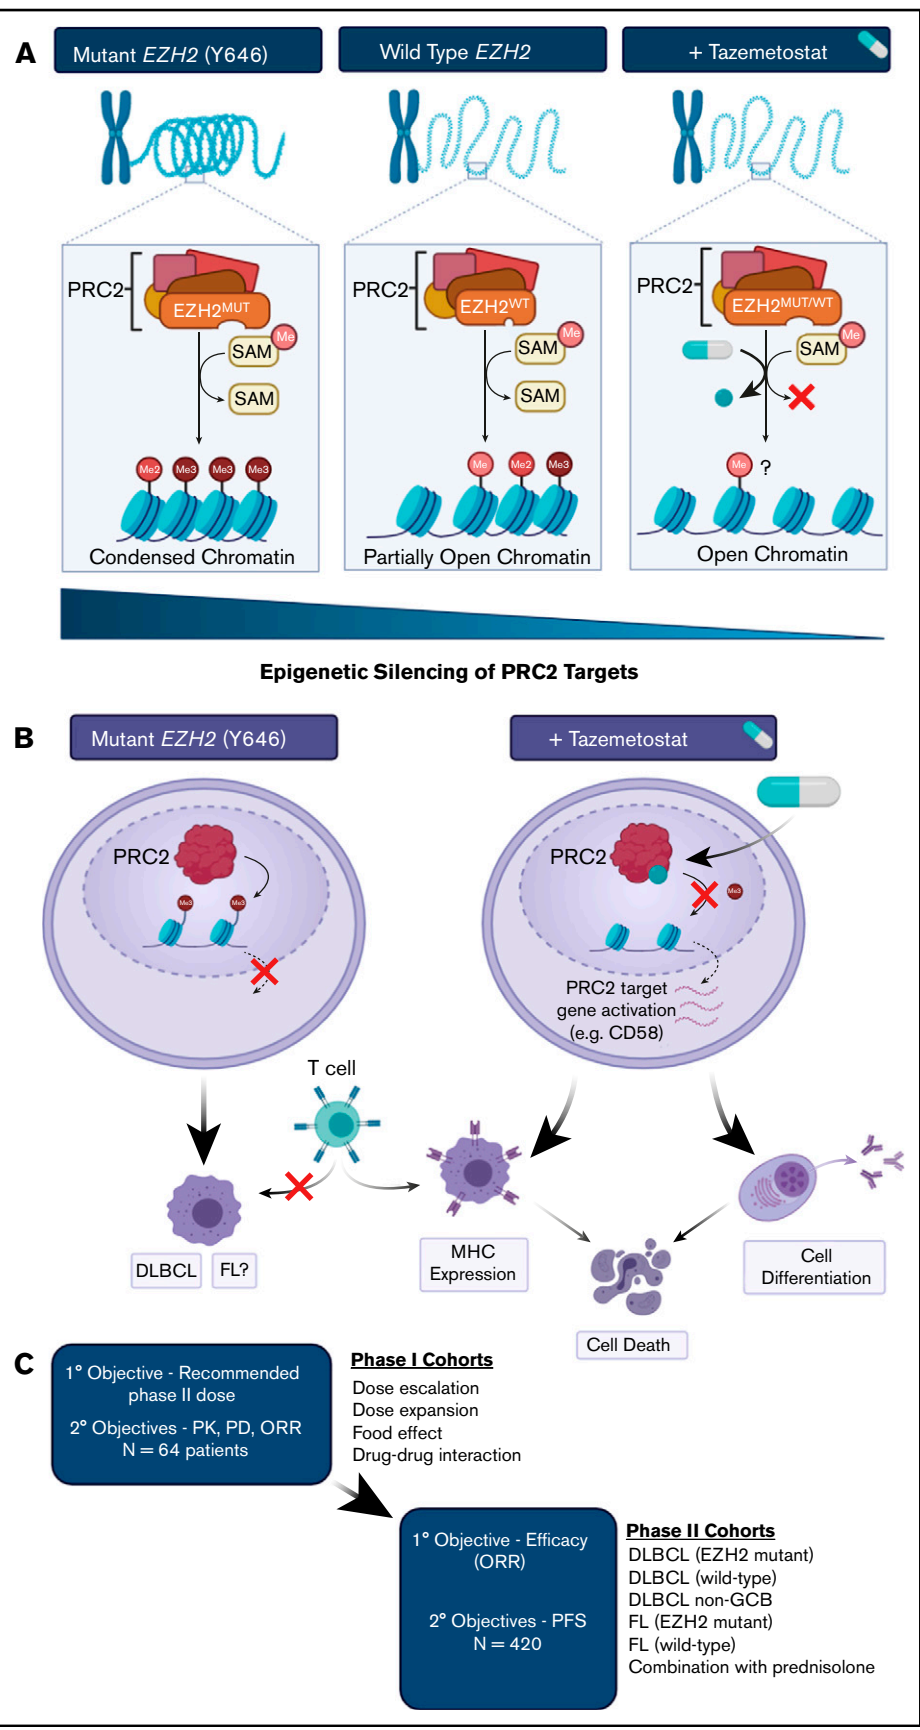 A
Mutant EZH2 (Y646)
Wild Type EZH2
+ Tazemetostat
PRC2
EZH2MUT
Me
SAM
SAM
Me2
Me3
Me3
Me3
Condensed Chromatin
PRC2
EZH2WT
Me
SAM
SAM
Me
Me2
Me3
Partially Open Chromatin
PRC2
EZH2MUT/WT
Me
SAM
Me
?
Open Chromatin
Epigenetic Silencing of PRC2 Targets
B
Mutant EZH2 (Y646)
+ Tazemetostat
PRC2
Me3
Me3
PRC2
Me3
PRC2 target
gene activation
(e.g. CD58)
T cell
DLBCL
FL?
MHC
Expression
Cell
Differentiation
Cell Death
C
1° Objective - Recommended
phase II dose
2° Objectives - PK, PD, ORR
N = 64 patients
Phase I Cohorts
Dose escalation
Dose expansion
Food effect
Drug-drug interaction
1° Objective - Efficacy
(ORR)
2° Objectives - PFS
N = 420
Phase II Cohorts
DLBCL (EZH2 mutant)
DLBCL (wild-type)
DLBCL non-GCB
FL (EZH2 mutant)
FL (wild-type)
Combination with prednisolone